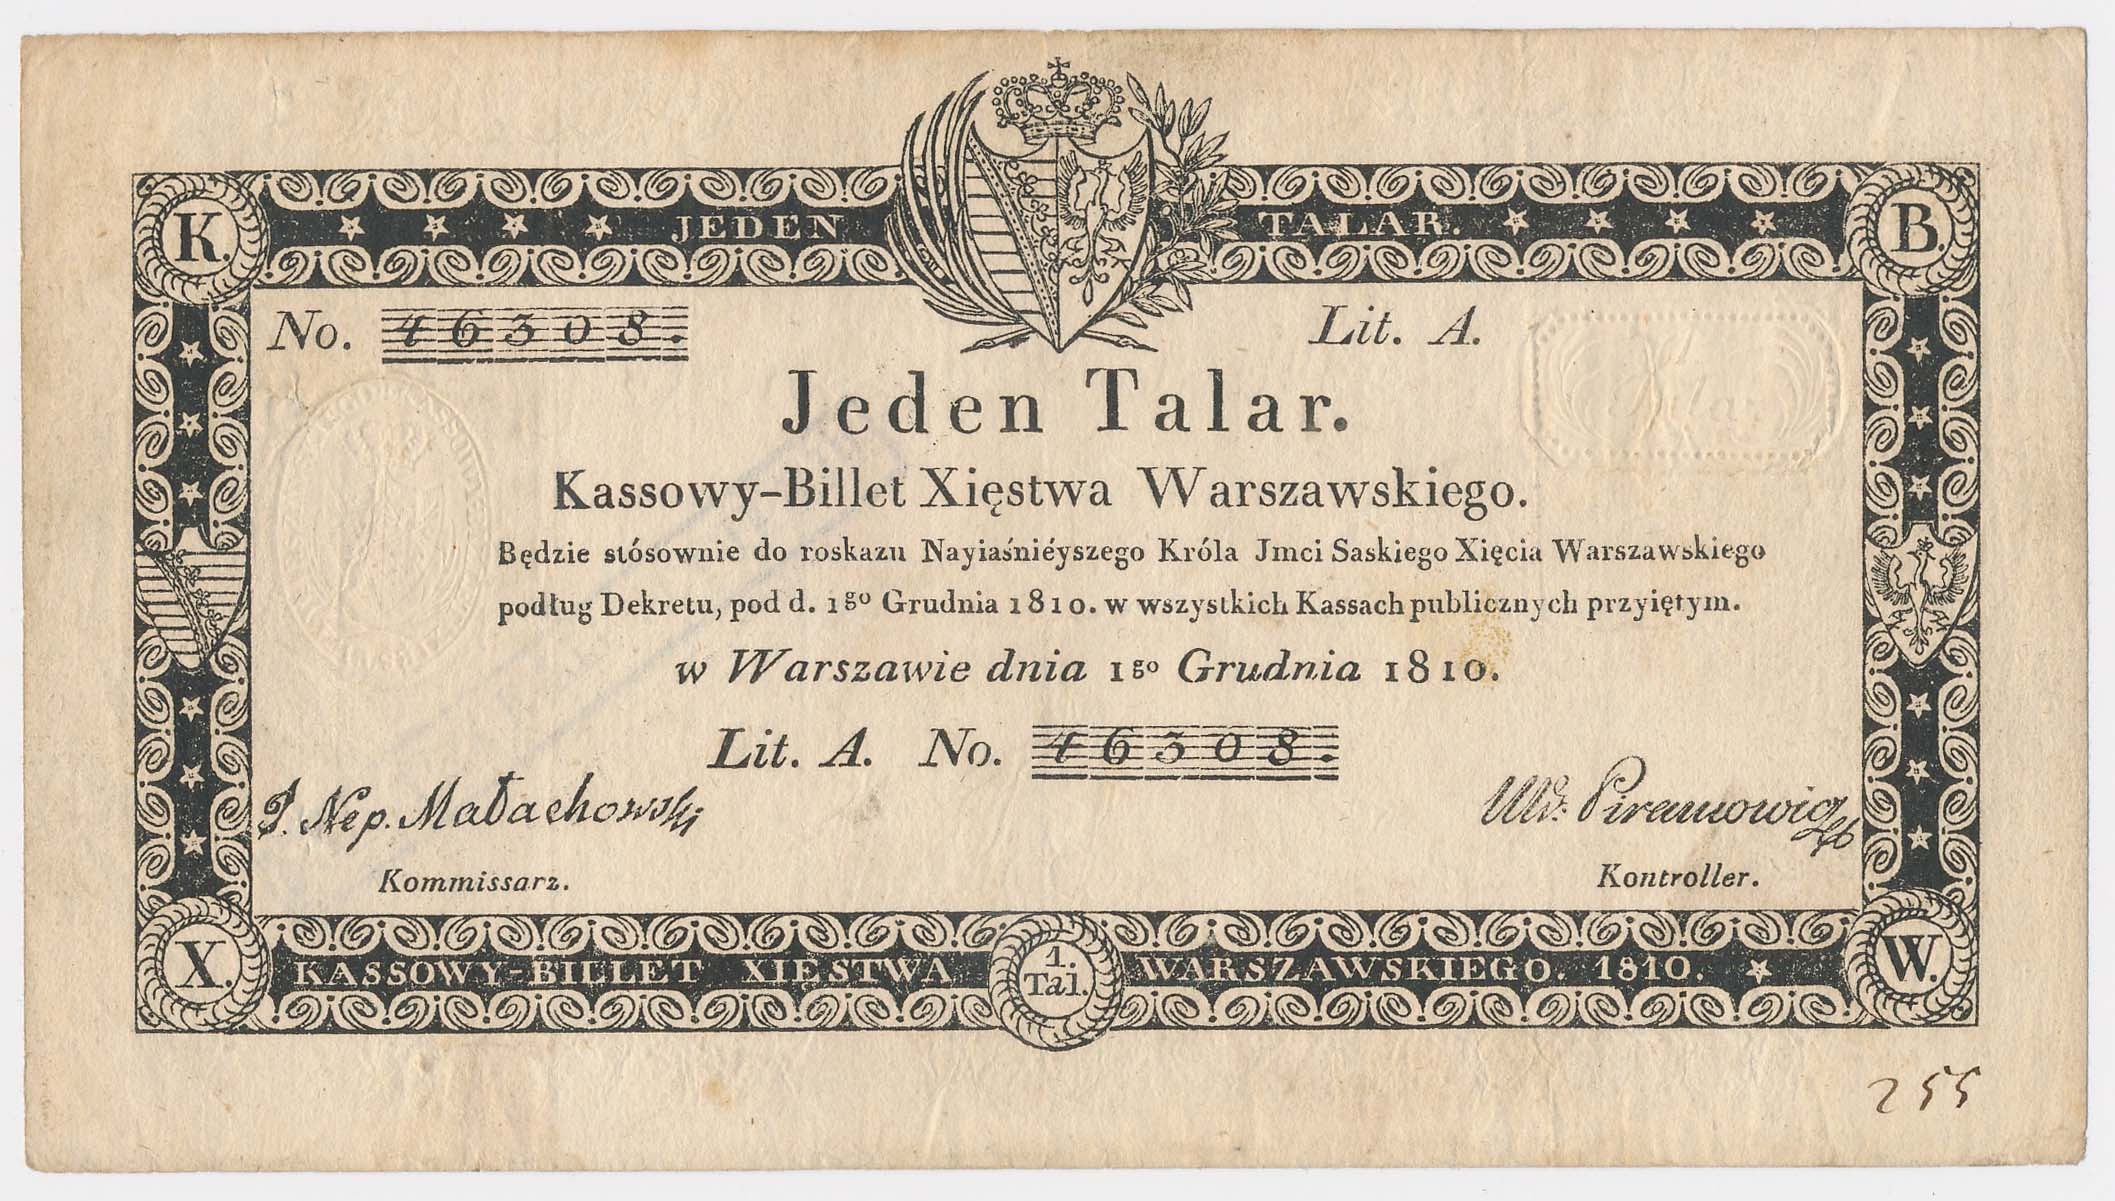 K. JEDEN TALAR. B.
No. 46308. Lit. A.
Jeden Talar.
Kassowy-Billet Xięstwa Warszawskiego.
Będzie stósownie do roskazu Nayiaśniéyszego Króla Jmci Saskiego Xięcia Warszawskiego
podług Dekretu, pod d. 1go Grudnia 1810. w wszystkich Kassach publicznych przyiętym.
w Warszawie dnia 1go Grudnia 1810.
Lit. A. No. 46308.
J. Nep. Małachowski
Piramowicz
Kommissarz. Kontroller.
X. KASSOWY-BILLET XIĘSTWA 1. Tal. WARSZAWSKIEGO. 1810. W.
255